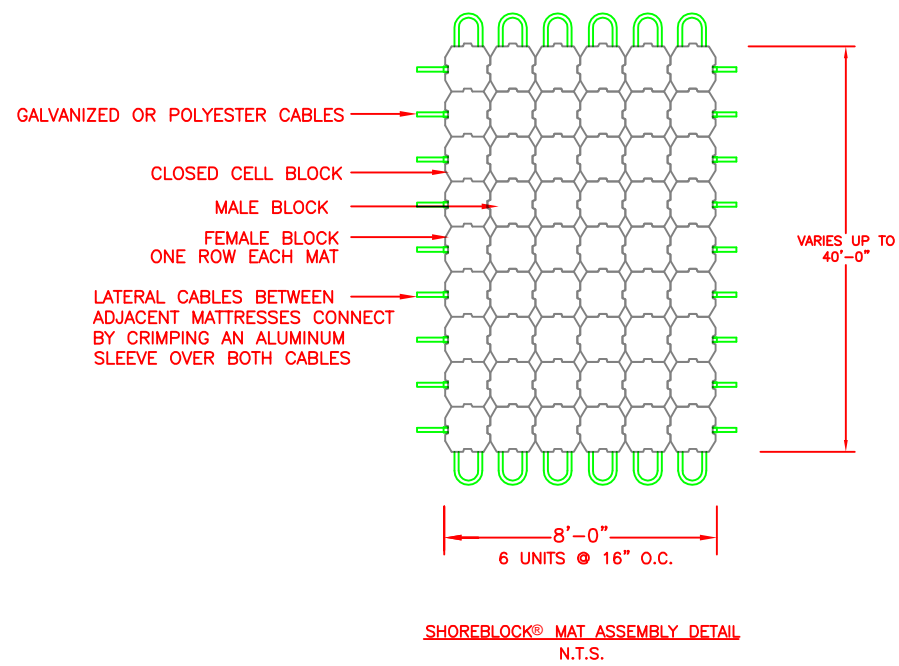 GALVANIZED OR POLYESTER CABLES
CLOSED CELL BLOCK
MALE BLOCK
FEMALE BLOCK
ONE ROW EACH MAT
LATERAL CABLES BETWEEN
ADJACENT MATTRESSES CONNECT
BY CRIMPING AN ALUMINUM
SLEEVE OVER BOTH CABLES
VARIES UP TO
40'-0"
8'-0"
6 UNITS @ 16" O.C.
SHOREBLOCK® MAT ASSEMBLY DETAIL
N.T.S.